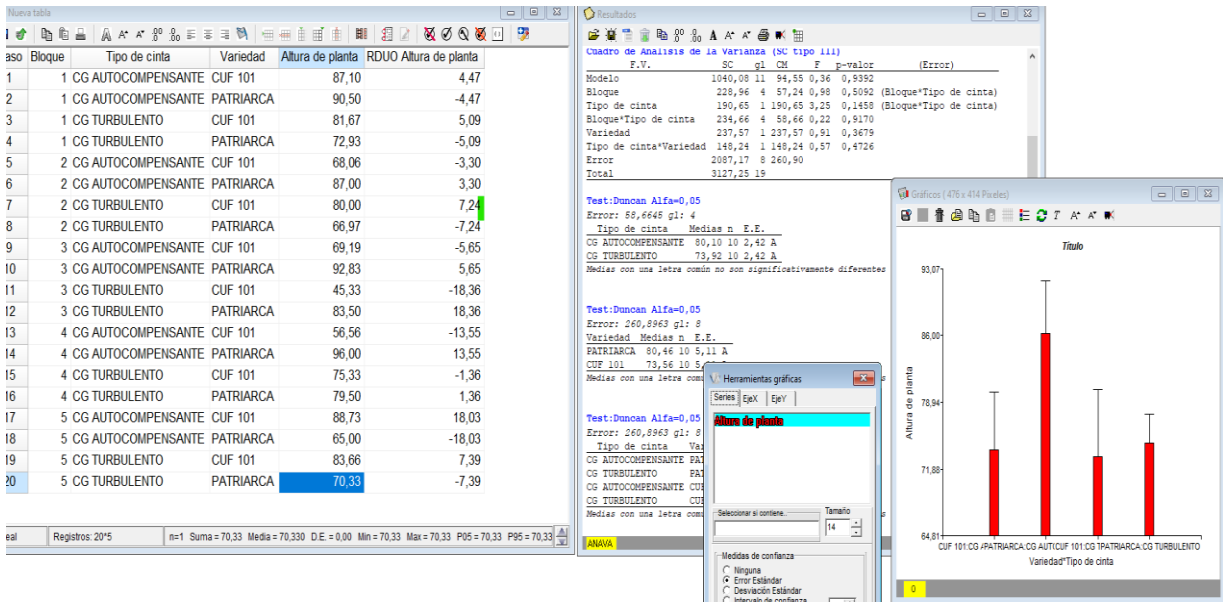 Nueva tabla
aso Bloque Tipo de cinta Variedad Altura de planta RDUO Altura de planta
1 1 CG AUTOCOMPENSANTE CUF 101 87,10 4,47
2 1 CG AUTOCOMPENSANTE PATRIARCA 90,50 -4,47
3 1 CG TURBULENTO CUF 101 81,67 5,09
4 1 CG TURBULENTO PATRIARCA 72,93 -5,09
5 2 CG AUTOCOMPENSANTE CUF 101 68,06 -3,30
6 2 CG AUTOCOMPENSANTE PATRIARCA 87,00 3,30
7 2 CG TURBULENTO CUF 101 80,00 7,24
8 2 CG TURBULENTO PATRIARCA 66,97 -7,24
9 3 CG AUTOCOMPENSANTE CUF 101 69,19 -5,65
10 3 CG AUTOCOMPENSANTE PATRIARCA 92,83 5,65
11 3 CG TURBULENTO CUF 101 45,33 -18,36
12 3 CG TURBULENTO PATRIARCA 83,50 18,36
13 4 CG AUTOCOMPENSANTE CUF 101 56,56 -13,55
14 4 CG AUTOCOMPENSANTE PATRIARCA 96,00 13,55
15 4 CG TURBULENTO CUF 101 75,33 -1,36
16 4 CG TURBULENTO PATRIARCA 79,50 1,36
17 5 CG AUTOCOMPENSANTE CUF 101 88,73 18,03
18 5 CG AUTOCOMPENSANTE PATRIARCA 65,00 -18,03
19 5 CG TURBULENTO CUF 101 83,66 7,39
20 5 CG TURBULENTO PATRIARCA 70,33 -7,39
eal Registros: 20*5 n=1 Suma = 70,33 Media = 70,330 D.E. = 0,00 Min = 70,33 Max = 70,33 P05 = 70,33 P95 = 70,33
Resultados
Cuadro de Análisis de la Varianza (SC tipo III)
F.V. SC gl CM F p-valor (Error)
Modelo 1040,08 11 94,55 0,36 0,9392
Bloque 228,96 4 57,24 0,98 0,5092 (Bloque*Tipo de cinta)
Tipo de cinta 190,65 1 190,65 3,25 0,1458 (Bloque*Tipo de cinta)
Bloque*Tipo de cinta 234,66 4 58,66 0,22 0,9170
Variedad 237,57 1 237,57 0,91 0,3679
Tipo de cinta*Variedad 148,24 1 148,24 0,57 0,4726
Error 2087,17 8 260,90
Total 3127,25 19
Test:Duncan Alfa=0,05
Error: 58,6645 gl: 4
Tipo de cinta Medias n E.E.
CG AUTOCOMPENSANTE 80,10 10 2,42 A
CG TURBULENTO 73,92 10 2,42 A
Medias con una letra común no son significativamente diferentes
Test:Duncan Alfa=0,05
Error: 260,8963 gl: 8
Variedad Medias n E.E.
PATRIARCA 80,46 10 5,11 A
CUF 101 73,56 10 5,
Medias con una letra comú
Test:Duncan Alfa=0,05
Error: 260,8963 gl: 8
Tipo de cinta Va
CG AUTOCOMPENSANTE PA
CG TURBULENTO PA
CG AUTOCOMPENSANTE CU
CG TURBULENTO CU
Medias con una letra comú
ANAVA
Herramientas gráficas
Series EjeX EjeY
Altura de planta
Seleccionar si contiene.. Tamaño
14
Medidas de confianza
Ninguna
Error Estándar
Desviación Estándar
Intervalo de confianza
Gráficos ( 476 x 414 Pixeles)
Título
93,07
86,00
78,94
71,88
64,81
Altura de planta
CUF 101:CG APATRIARCA:CG AUTICUF 101:CG TPATRIARCA:CG TURBULENTO
Variedad*Tipo de cinta
0